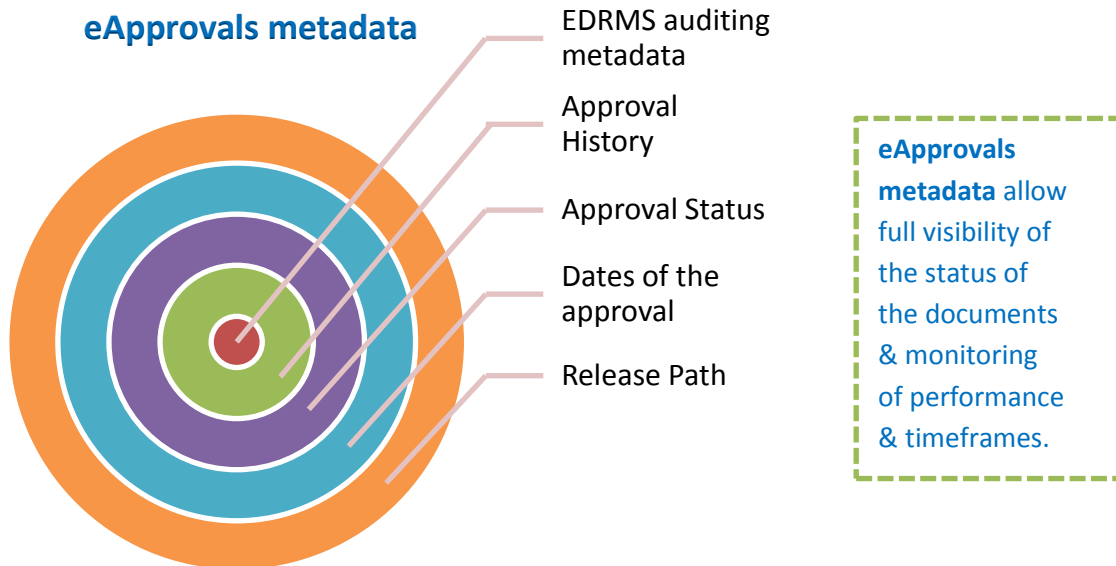 eApprovals metadata
EDRMS auditing
metadata
Approval
History
Approval Status
Dates of the
approval
Release Path
eApprovals
metadata allow
full visibility of
the status of
the documents
& monitoring
of performance
& timeframes.